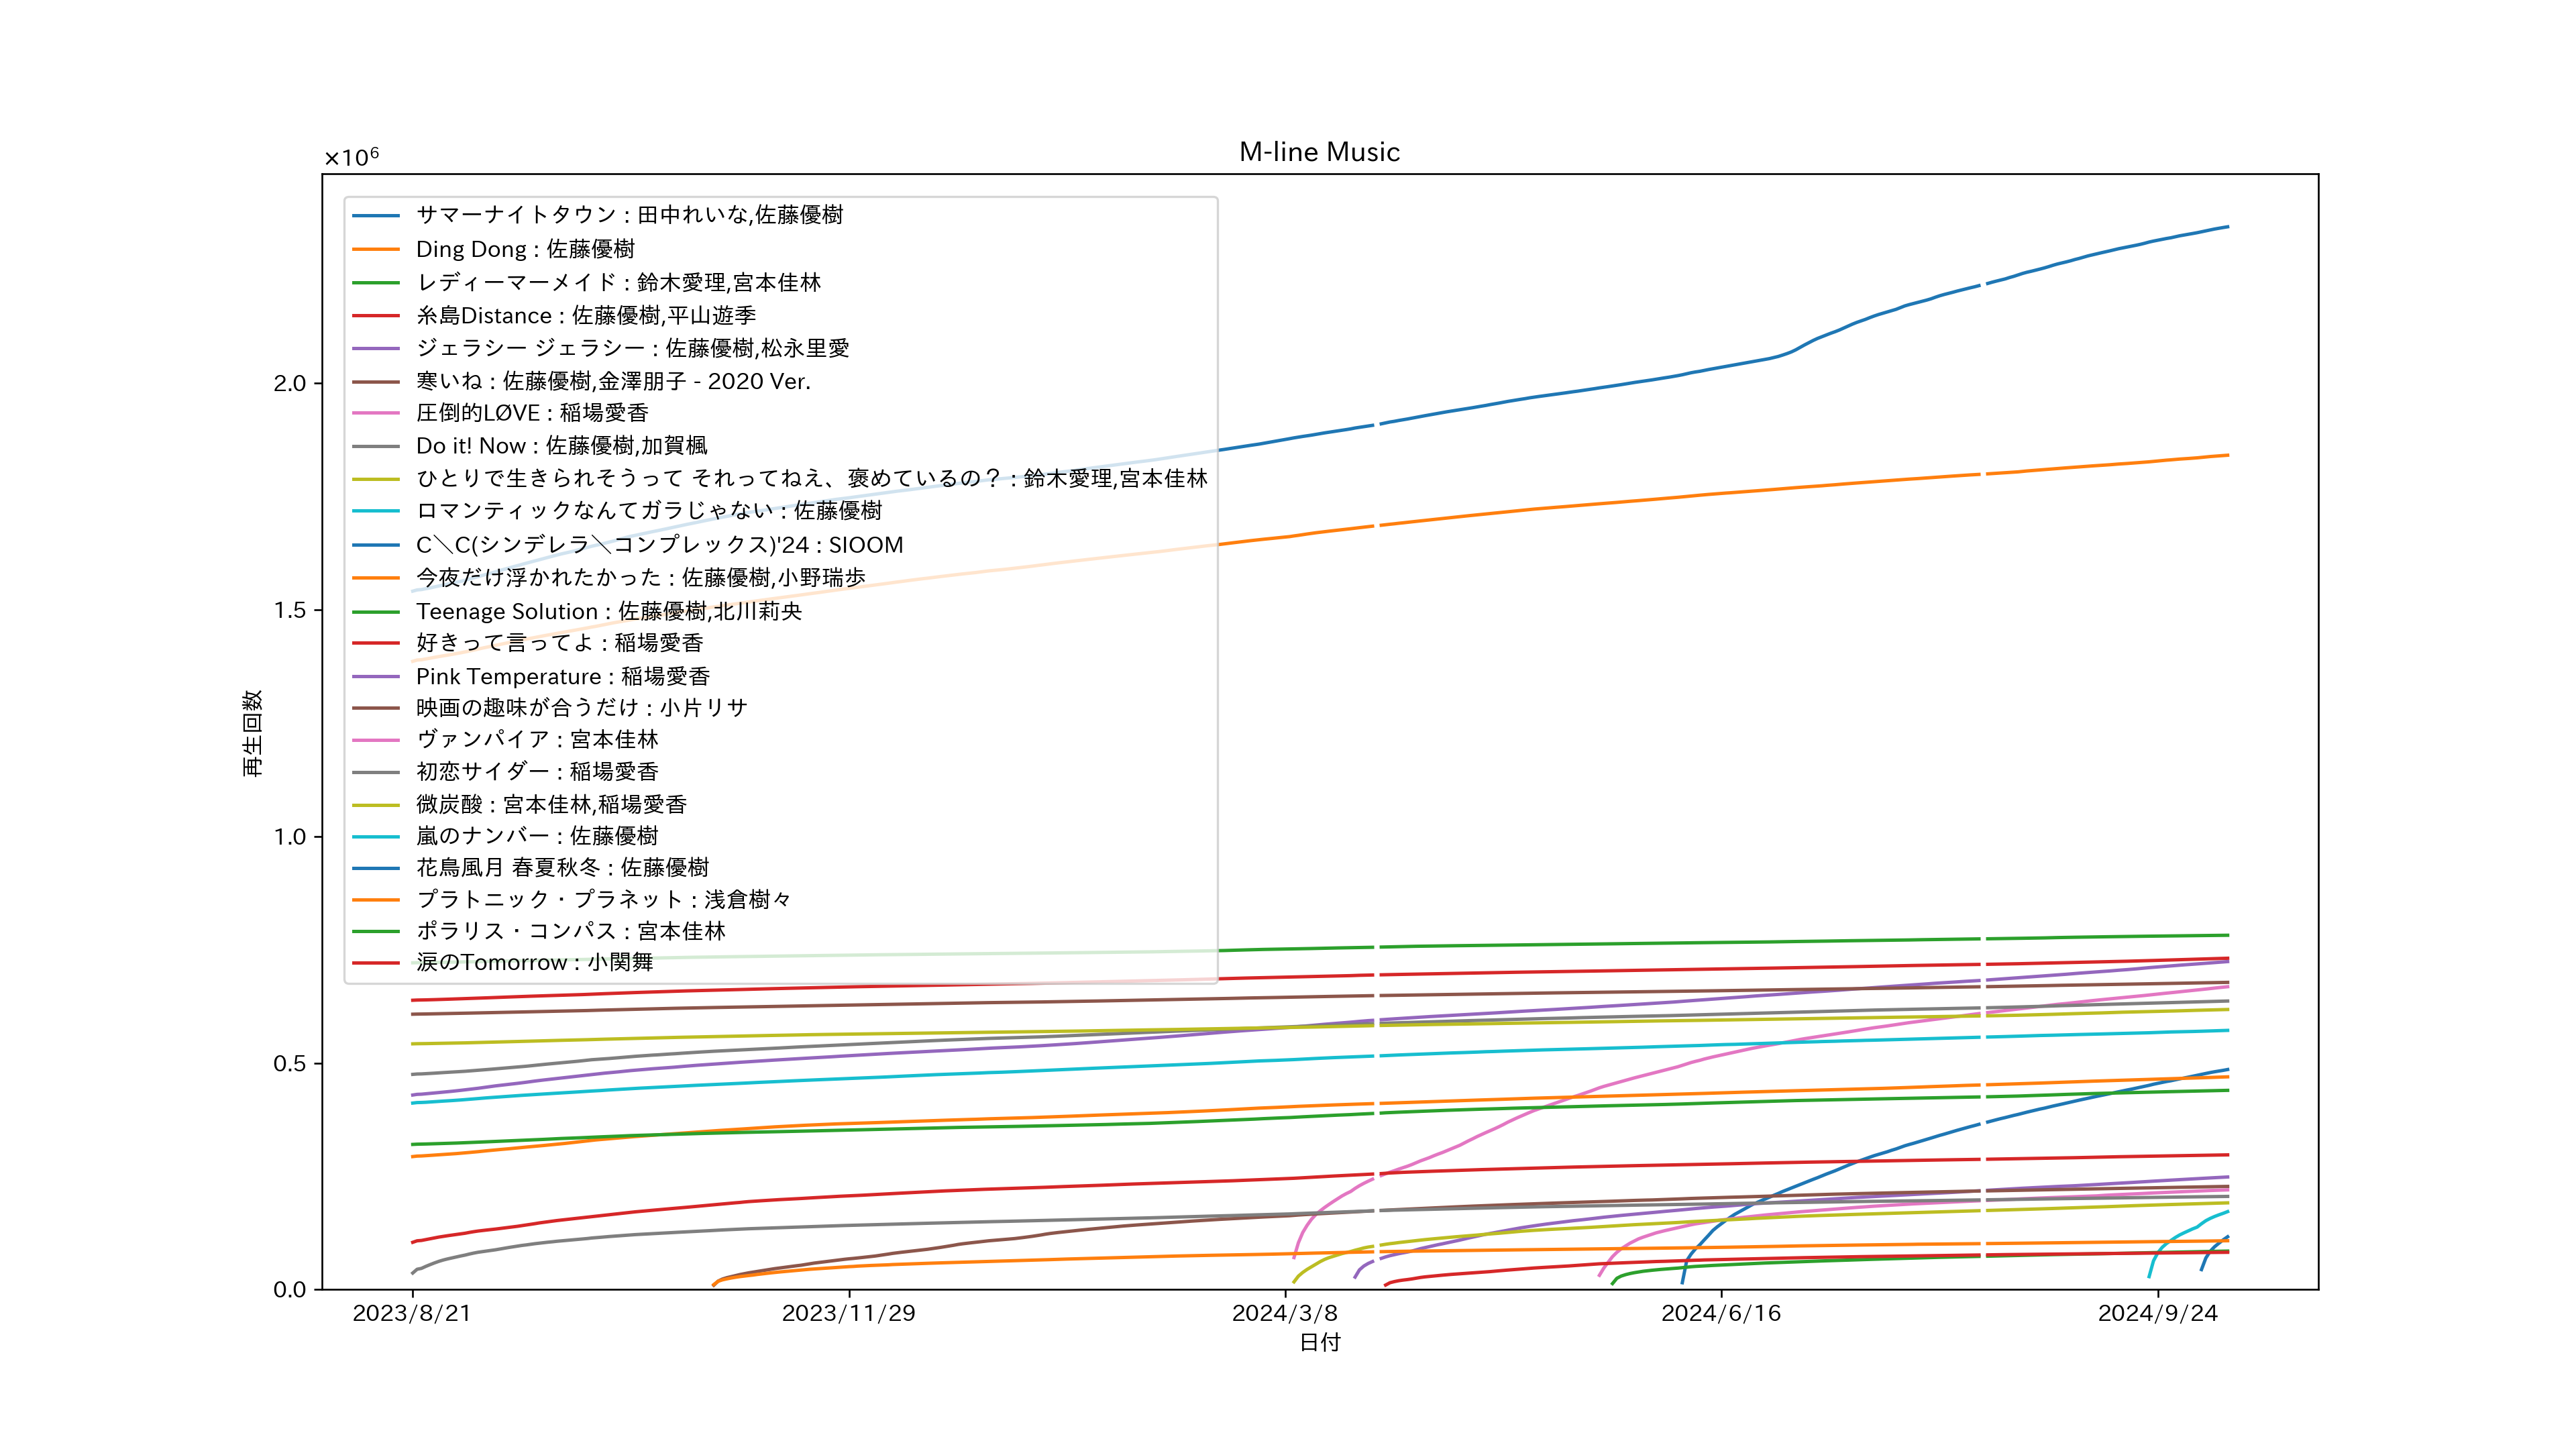 M-line Music
×10⁶
サマーナイトタウン : 田中れいな,佐藤優樹
Ding Dong : 佐藤優樹
レディーマーメイド : 鈴木愛理,宮本佳林
糸島Distance : 佐藤優樹,平山遊季
ジェラシー ジェラシー : 佐藤優樹,松永里愛
寒いね : 佐藤優樹,金澤朋子 - 2020 Ver.
圧倒的LØVE : 稲場愛香
Do it! Now : 佐藤優樹,加賀楓
ひとりで生きられそうって それってねえ、褒めているの？ : 鈴木愛理,宮本佳林
ロマンティックなんてガラじゃない : 佐藤優樹
C＼C(シンデレラ＼コンプレックス)'24 : SIOOM
今夜だけ浮かれたかった : 佐藤優樹,小野瑞歩
Teenage Solution : 佐藤優樹,北川莉央
好きって言ってよ : 稲場愛香
Pink Temperature : 稲場愛香
映画の趣味が合うだけ : 小片リサ
ヴァンパイア : 宮本佳林
初恋サイダー : 稲場愛香
微炭酸 : 宮本佳林,稲場愛香
嵐のナンバー : 佐藤優樹
花鳥風月 春夏秋冬 : 佐藤優樹
プラトニック・プラネット : 浅倉樹々
ポラリス・コンパス : 宮本佳林
涙のTomorrow : 小関舞
再生回数
2.0
1.5
1.0
0.5
0.0
2023/8/21
2023/11/29
2024/3/8
2024/6/16
2024/9/24
日付